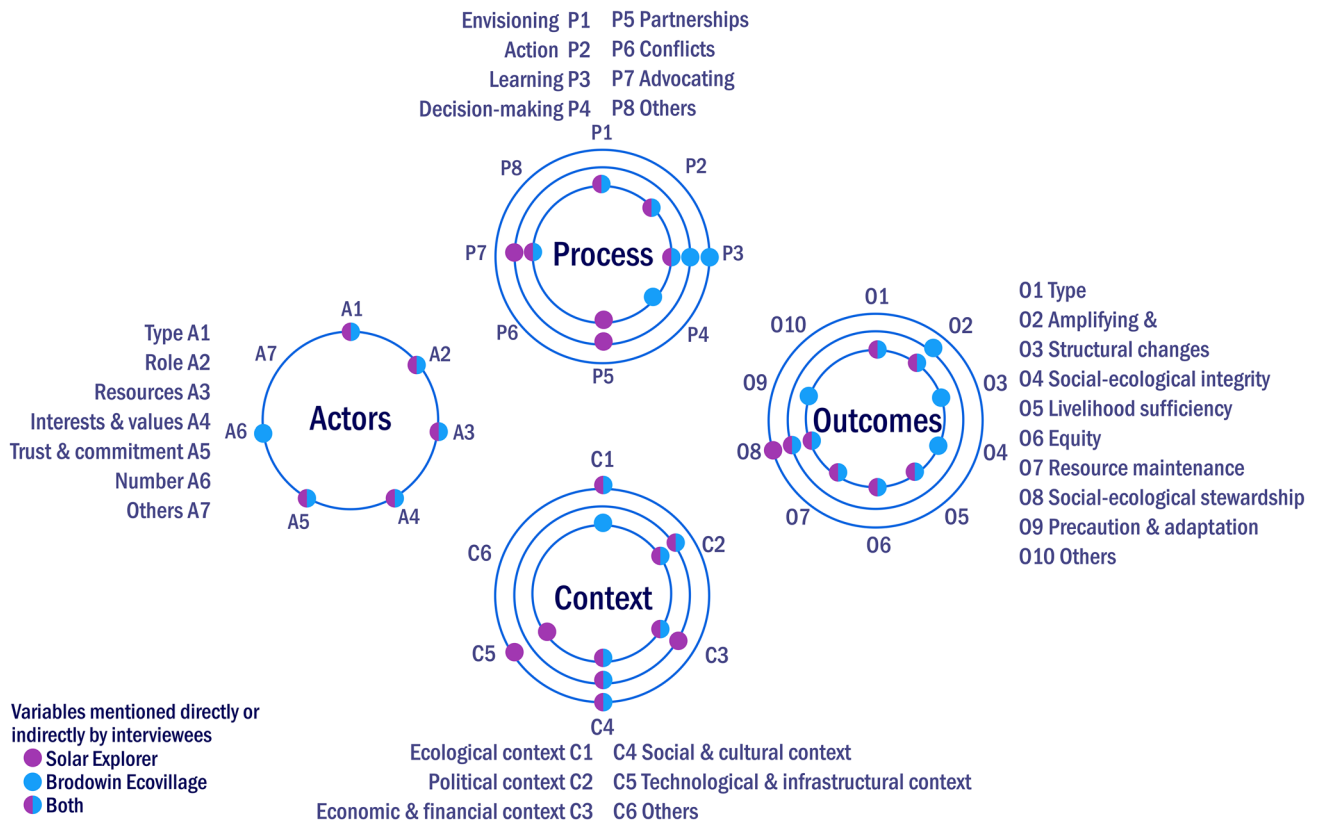 Envisioning P1
Action P2
Learning P3
Decision-making P4
P5 Partnerships
P6 Conflicts
P7 Advocating
P8 Others
P1
P2
P3
P4
P5
P6
P7
P8
Process
Type A1
Role A2
Resources A3
Interests & values A4
Trust & commitment A5
Number A6
Others A7
A1
A2
A3
A4
A5
A6
A7
Actors
O1
O2
O3
O4
O5
O6
O7
O8
O9
O10
Outcomes
O1 Type
O2 Amplifying &
O3 Structural changes
O4 Social-ecological integrity
O5 Livelihood sufficiency
O6 Equity
O7 Resource maintenance
O8 Social-ecological stewardship
O9 Precaution & adaptation
O10 Others
C1
C2
C3
C4
C5
C6
Context
Ecological context C1
Political context C2
Economic & financial context C3
C4 Social & cultural context
C5 Technological & infrastructural context
C6 Others
Variables mentioned directly or
indirectly by interviewees
Solar Explorer
Brodowin Ecovillage
Both